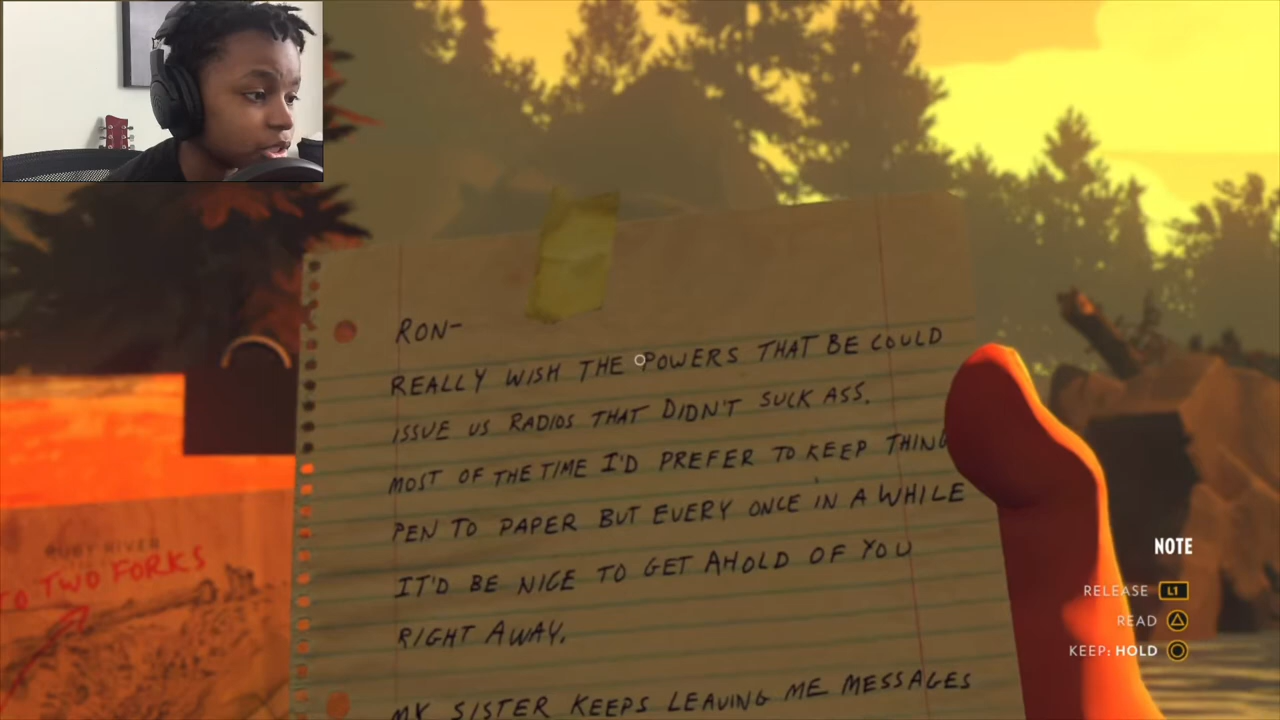 RON-
REALLY WISH THE POWERS THAT BE COULD
ISSUE US RADIOS THAT DIDN'T SUCK ASS.
MOST OF THE TIME I'D PREFER TO KEEP THING
PEN TO PAPER BUT EVERY ONCE IN A WHILE
IT'D BE NICE TO GET AHOLD OF YOU
RIGHT AWAY.
MY SISTER KEEPS LEAVING ME MESSAGES
RUBY RIVER
TO TWO FORKS
NOTE
RELEASE L1
READ
KEEP: HOLD